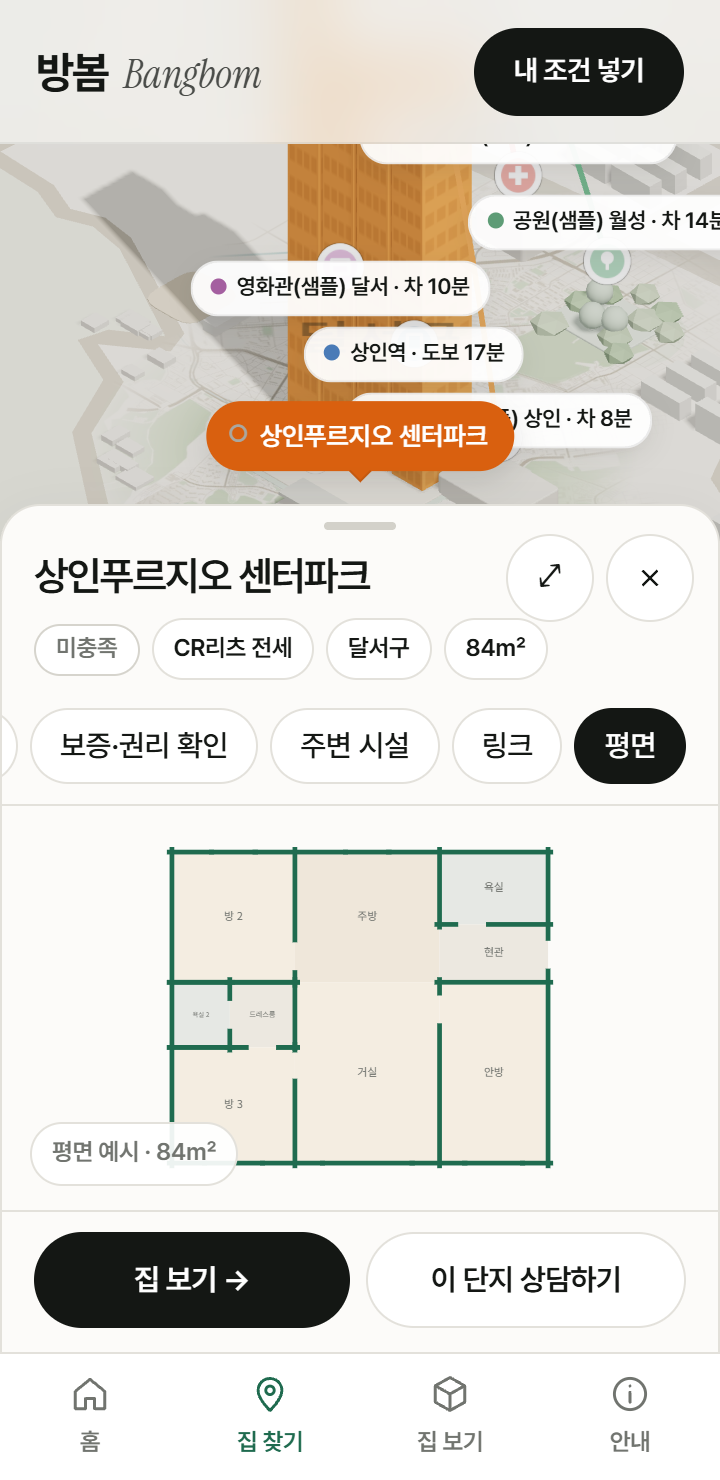 방봄 Bangbom
내 조건 넣기
공원(샘플) 월성 · 차 14분
영화관(샘플) 달서 · 차 10분
상인역 · 도보 17분
) 상인 · 차 8분
상인푸르지오 센터파크
상인푸르지오 센터파크
미충족
CR리츠 전세
달서구
84m²
보증·권리 확인
주변 시설
링크
평면
방 2
주방
욕실
현관
욕실 2
드레스룸
거실
안방
방 3
평면 예시 · 84m²
집 보기 →
이 단지 상담하기
홈
집 찾기
집 보기
안내